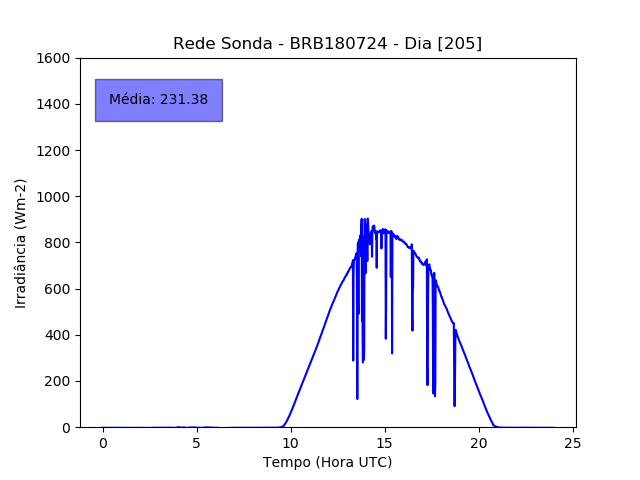 Rede Sonda - BRB180724 - Dia [205]
1600
1400
1200
1000
800
600
400
200
0
Média: 231.38
Irradiância (Wm-2)
0 5 10 15 20 25
Tempo (Hora UTC)